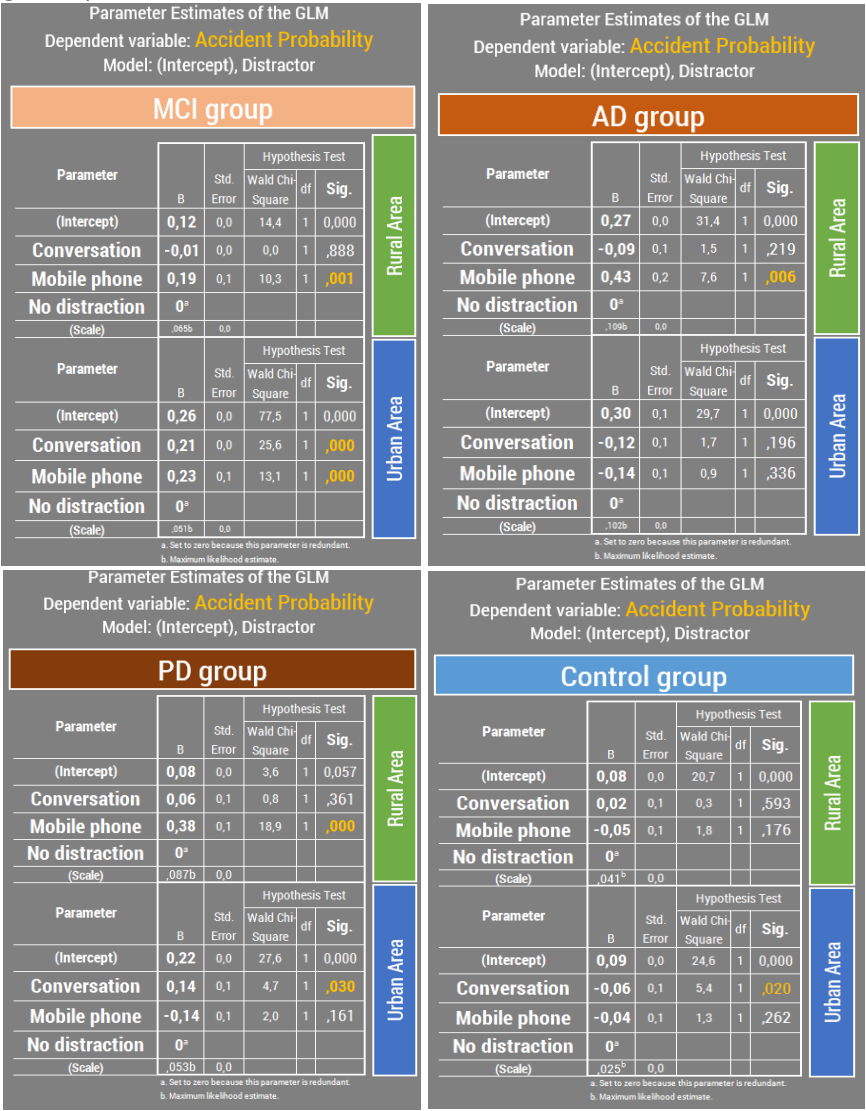 Parameter Estimates of the GLM
Dependent variable: Accident Probability
Model: (Intercept), Distractor
MCI group
Parameter B Std. Error Hypothesis Test Wald Chi-Square df Sig.
(Intercept) 0,12 0,0 14,4 1 0,000
Conversation -0,01 0,0 0,0 1 ,888
Mobile phone 0,19 0,1 10,3 1 ,001
No distraction 0ᵃ
(Scale) ,065b 0,0
Rural Area
Parameter B Std. Error Hypothesis Test Wald Chi-Square df Sig.
(Intercept) 0,26 0,0 77,5 1 0,000
Conversation 0,21 0,0 25,6 1 ,000
Mobile phone 0,23 0,1 13,1 1 ,000
No distraction 0ᵃ
(Scale) ,051b 0,0
Urban Area
a. Set to zero because this parameter is redundant.
b. Maximum likelihood estimate.
Parameter Estimates of the GLM
Dependent variable: Accident Probability
Model: (Intercept), Distractor
AD group
Parameter B Std. Error Hypothesis Test Wald Chi-Square df Sig.
(Intercept) 0,27 0,0 31,4 1 0,000
Conversation -0,09 0,1 1,5 1 ,219
Mobile phone 0,43 0,2 7,6 1 ,006
No distraction 0ᵃ
(Scale) ,109b 0,0
Rural Area
Parameter B Std. Error Hypothesis Test Wald Chi-Square df Sig.
(Intercept) 0,30 0,1 29,7 1 0,000
Conversation -0,12 0,1 1,7 1 ,196
Mobile phone -0,14 0,1 0,9 1 ,336
No distraction 0ᵃ
(Scale) ,102b 0,0
Urban Area
a. Set to zero because this parameter is redundant.
b. Maximum likelihood estimate.
Parameter Estimates of the GLM
Dependent variable: Accident Probability
Model: (Intercept), Distractor
PD group
Parameter B Std. Error Hypothesis Test Wald Chi-Square df Sig.
(Intercept) 0,08 0,0 3,6 1 0,057
Conversation 0,06 0,1 0,8 1 ,361
Mobile phone 0,38 0,1 18,9 1 ,000
No distraction 0ᵃ
(Scale) ,087b 0,0
Rural Area
Parameter B Std. Error Hypothesis Test Wald Chi-Square df Sig.
(Intercept) 0,22 0,0 27,6 1 0,000
Conversation 0,14 0,1 4,7 1 ,030
Mobile phone -0,14 0,1 2,0 1 ,161
No distraction 0ᵃ
(Scale) ,053b 0,0
Urban Area
a. Set to zero because this parameter is redundant.
b. Maximum likelihood estimate.
Parameter Estimates of the GLM
Dependent variable: Accident Probability
Model: (Intercept), Distractor
Control group
Parameter B Std. Error Hypothesis Test Wald Chi-Square df Sig.
(Intercept) 0,08 0,0 20,7 1 0,000
Conversation 0,02 0,1 0,3 1 ,593
Mobile phone -0,05 0,1 1,8 1 ,176
No distraction 0ᵃ
(Scale) ,041ᵇ 0,0
Rural Area
Parameter B Std. Error Hypothesis Test Wald Chi-Square df Sig.
(Intercept) 0,09 0,0 24,6 1 0,000
Conversation -0,06 0,1 5,4 1 ,020
Mobile phone -0,04 0,1 1,3 1 ,262
No distraction 0ᵃ
(Scale) ,025ᵇ 0,0
Urban Area
a. Set to zero because this parameter is redundant.
b. Maximum likelihood estimate.